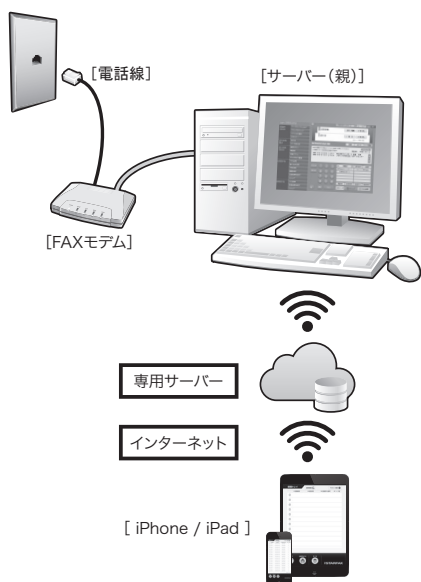 [電話線]
[サーバー(親)]
[FAXモデム]
専用サーバー
インターネット
[ iPhone / iPad ]